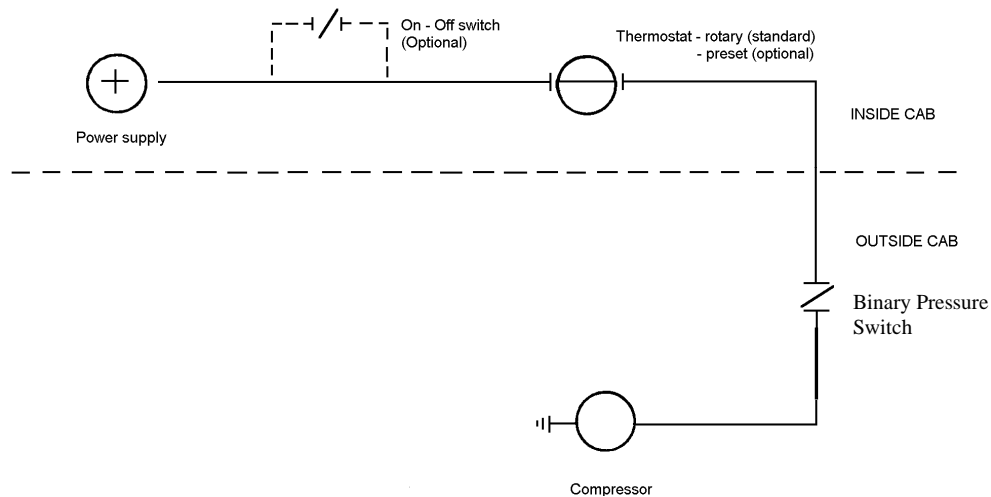 On - Off switch
(Optional)
Thermostat - rotary (standard)
- preset (optional)
+
Power supply
INSIDE CAB
OUTSIDE CAB
Binary Pressure
Switch
Compressor